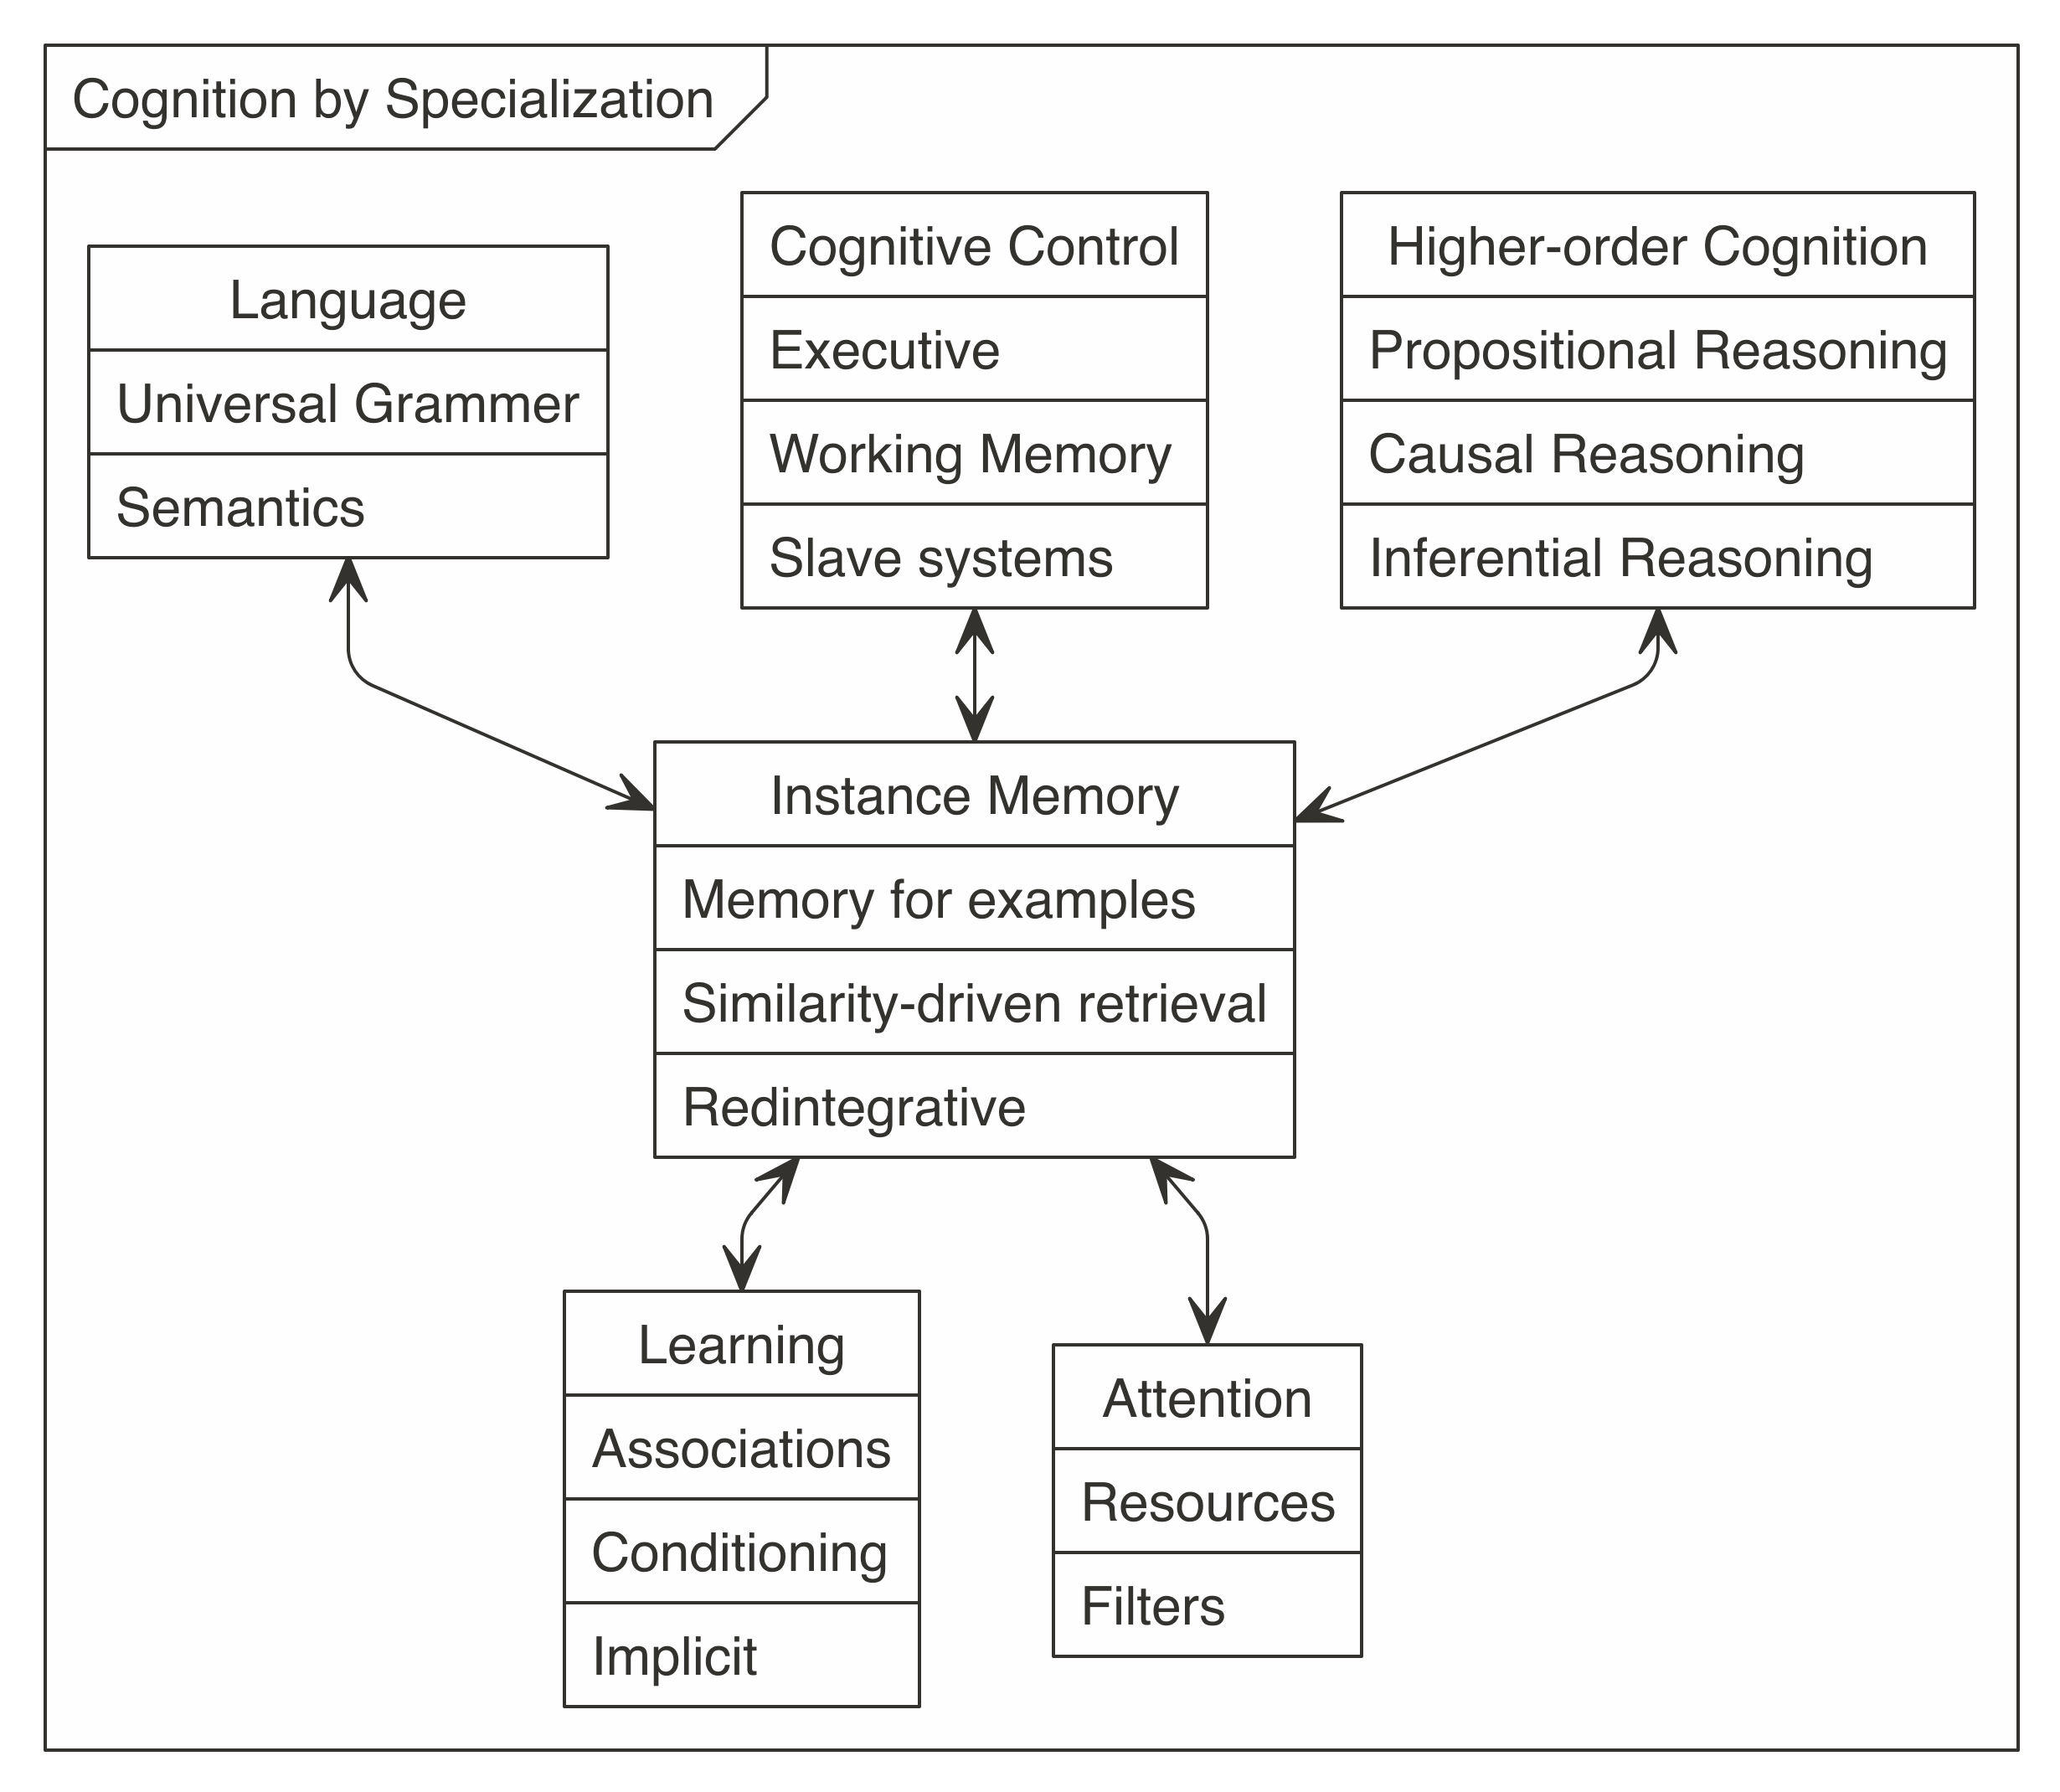 Cognition by Specialization
Language
Universal Grammer
Semantics
Cognitive Control
Executive
Working Memory
Slave systems
Higher-order Cognition
Propositional Reasoning
Causal Reasoning
Inferential Reasoning
Instance Memory
Memory for examples
Similarity-driven retrieval
Redintegrative
Learning
Associations
Conditioning
Implicit
Attention
Resources
Filters